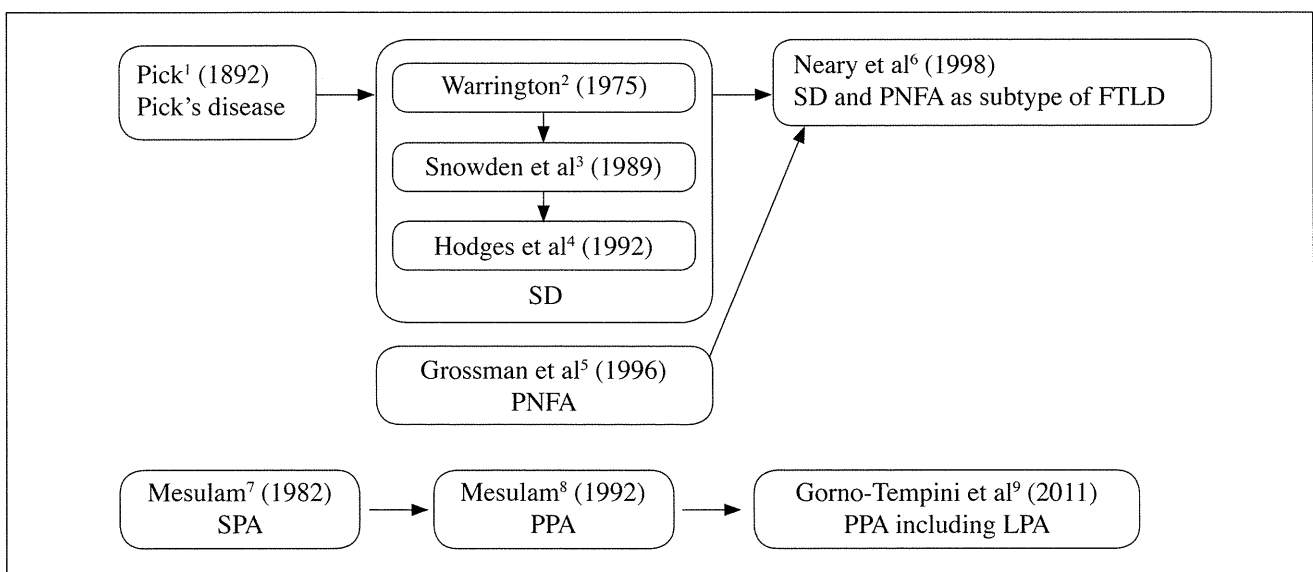 Pick¹ (1892)
Pick’s disease
Warrington² (1975)
Snowden et al³ (1989)
Hodges et al⁴ (1992)
SD
Grossman et al⁵ (1996)
PNFA
Neary et al⁶ (1998)
SD and PNFA as subtype of FTLD
Mesulam⁷ (1982)
SPA
Mesulam⁸ (1992)
PPA
Gorno-Tempini et al⁹ (2011)
PPA including LPA